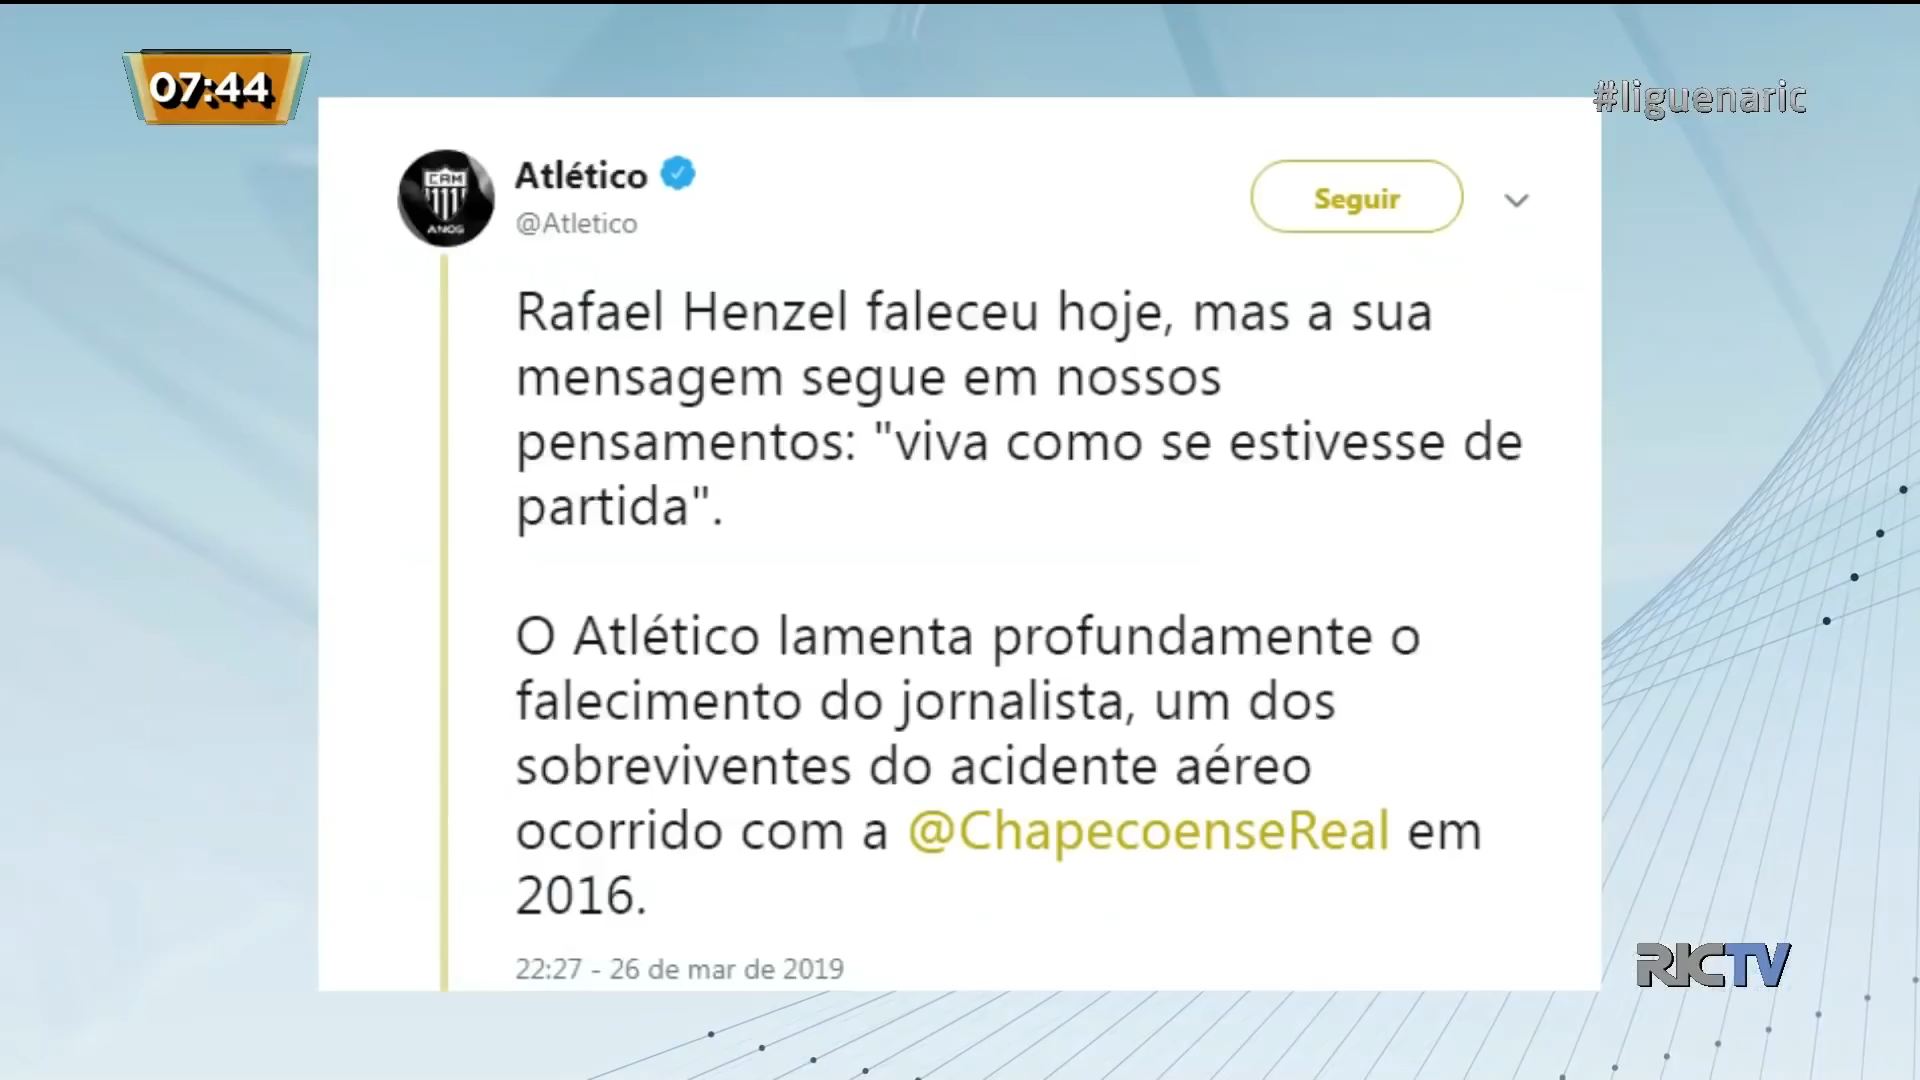 07:44
#liguenaric
CAM
ANOS
Atlético
@Atletico
Seguir
Rafael Henzel faleceu hoje, mas a sua
mensagem segue em nossos
pensamentos: "viva como se estivesse de
partida".
O Atlético lamenta profundamente o
falecimento do jornalista, um dos
sobreviventes do acidente aéreo
ocorrido com a @ChapecoenseReal em
2016.
22:27 - 26 de mar de 2019
RICTV